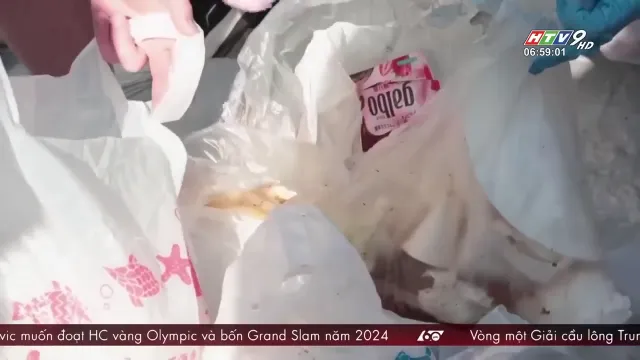 HTV9 HD
06:59:01
galbo
vic muốn đoạt HC vàng Olympic và bốn Grand Slam năm 2024
Vòng một Giải cầu lông Trun